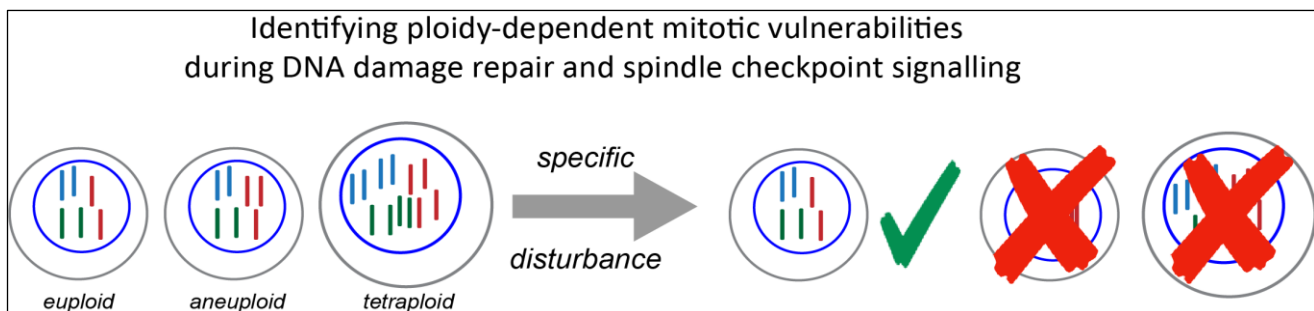 Identifying ploidy-dependent mitotic vulnerabilities
during DNA damage repair and spindle checkpoint signalling
specific
disturbance
euploid
aneuploid
tetraploid